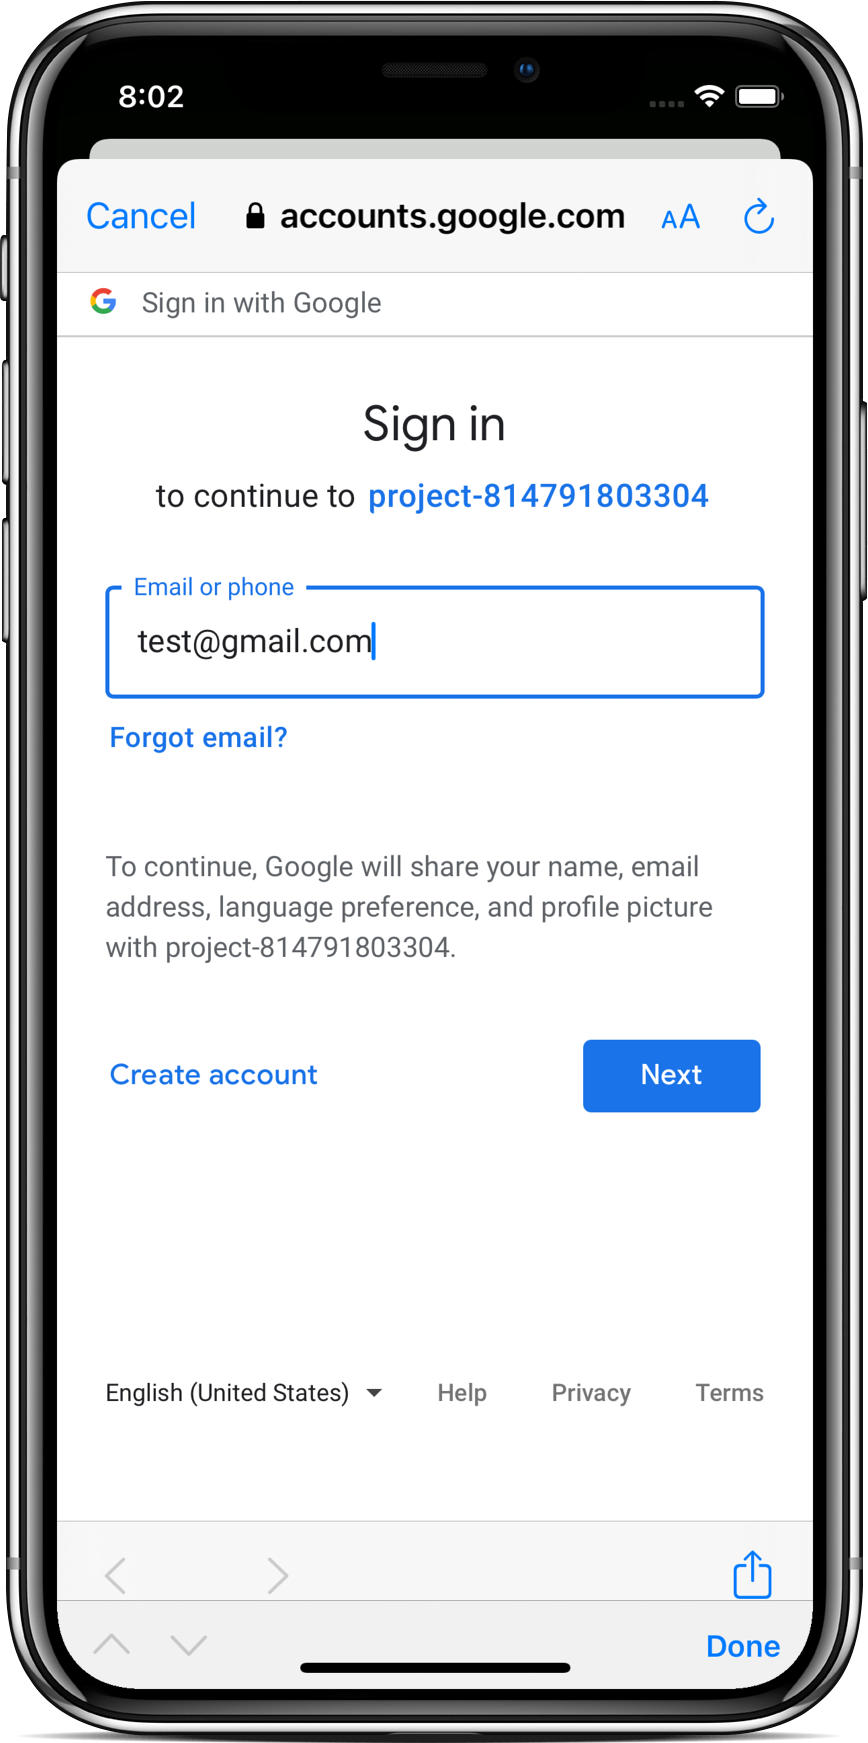 8:02
Cancel accounts.google.com AA
Sign in with Google
Sign in
to continue to project-814791803304
Email or phone
test@gmail.com
Forgot email?
To continue, Google will share your name, email
address, language preference, and profile picture
with project-814791803304.
Create account Next
English (United States) Help Privacy Terms
Done